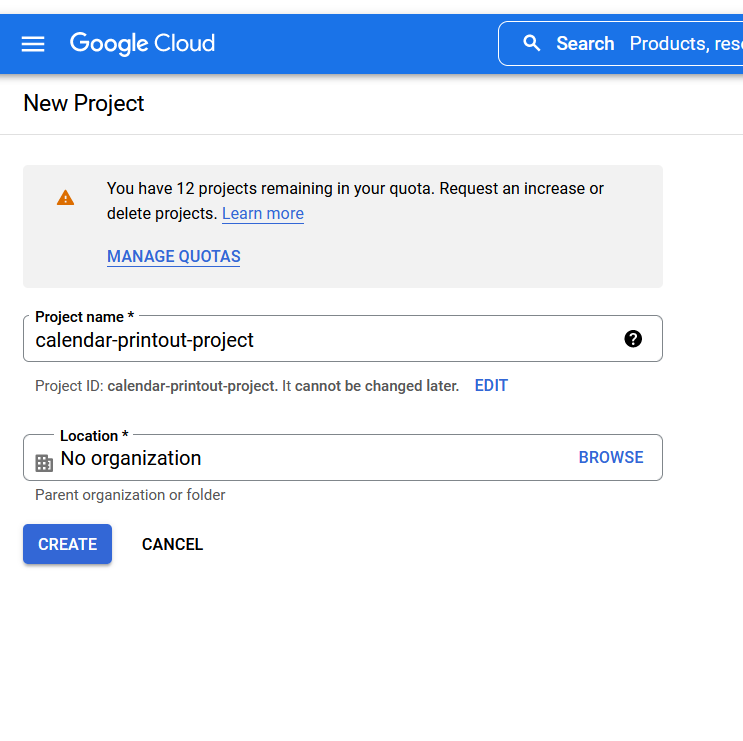 Google Cloud
Search Products, res
New Project
You have 12 projects remaining in your quota. Request an increase or
delete projects. Learn more
MANAGE QUOTAS
Project name *
calendar-printout-project
Project ID: calendar-printout-project. It cannot be changed later. EDIT
Location *
No organization BROWSE
Parent organization or folder
CREATE CANCEL